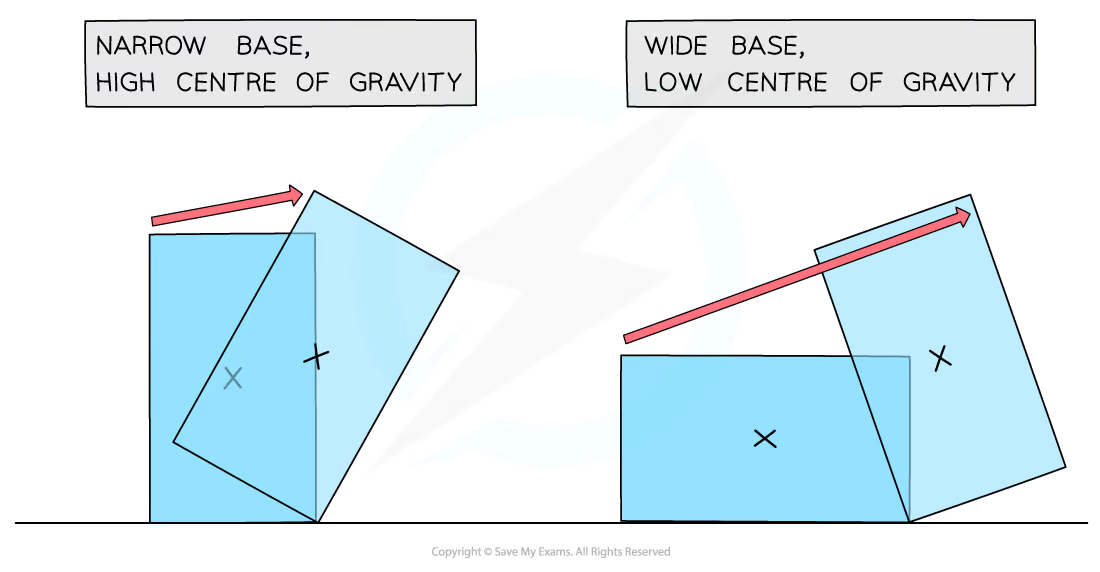 NARROW BASE,
HIGH CENTRE OF GRAVITY
WIDE BASE,
LOW CENTRE OF GRAVITY
Copyright © Save My Exams. All Rights Reserved